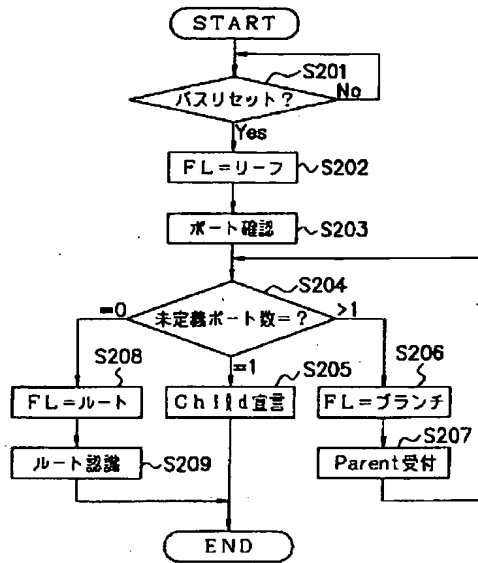 START
S201
バスリセット?
No
Yes
FL=リーフ
S202
ポート確認
S203
S204
未定義ポート数=?
=0
>1
=1
S208
S205
S206
FL=ルート
Child宣言
FL=ブランチ
S207
ルート認識
S209
Parent受付
END